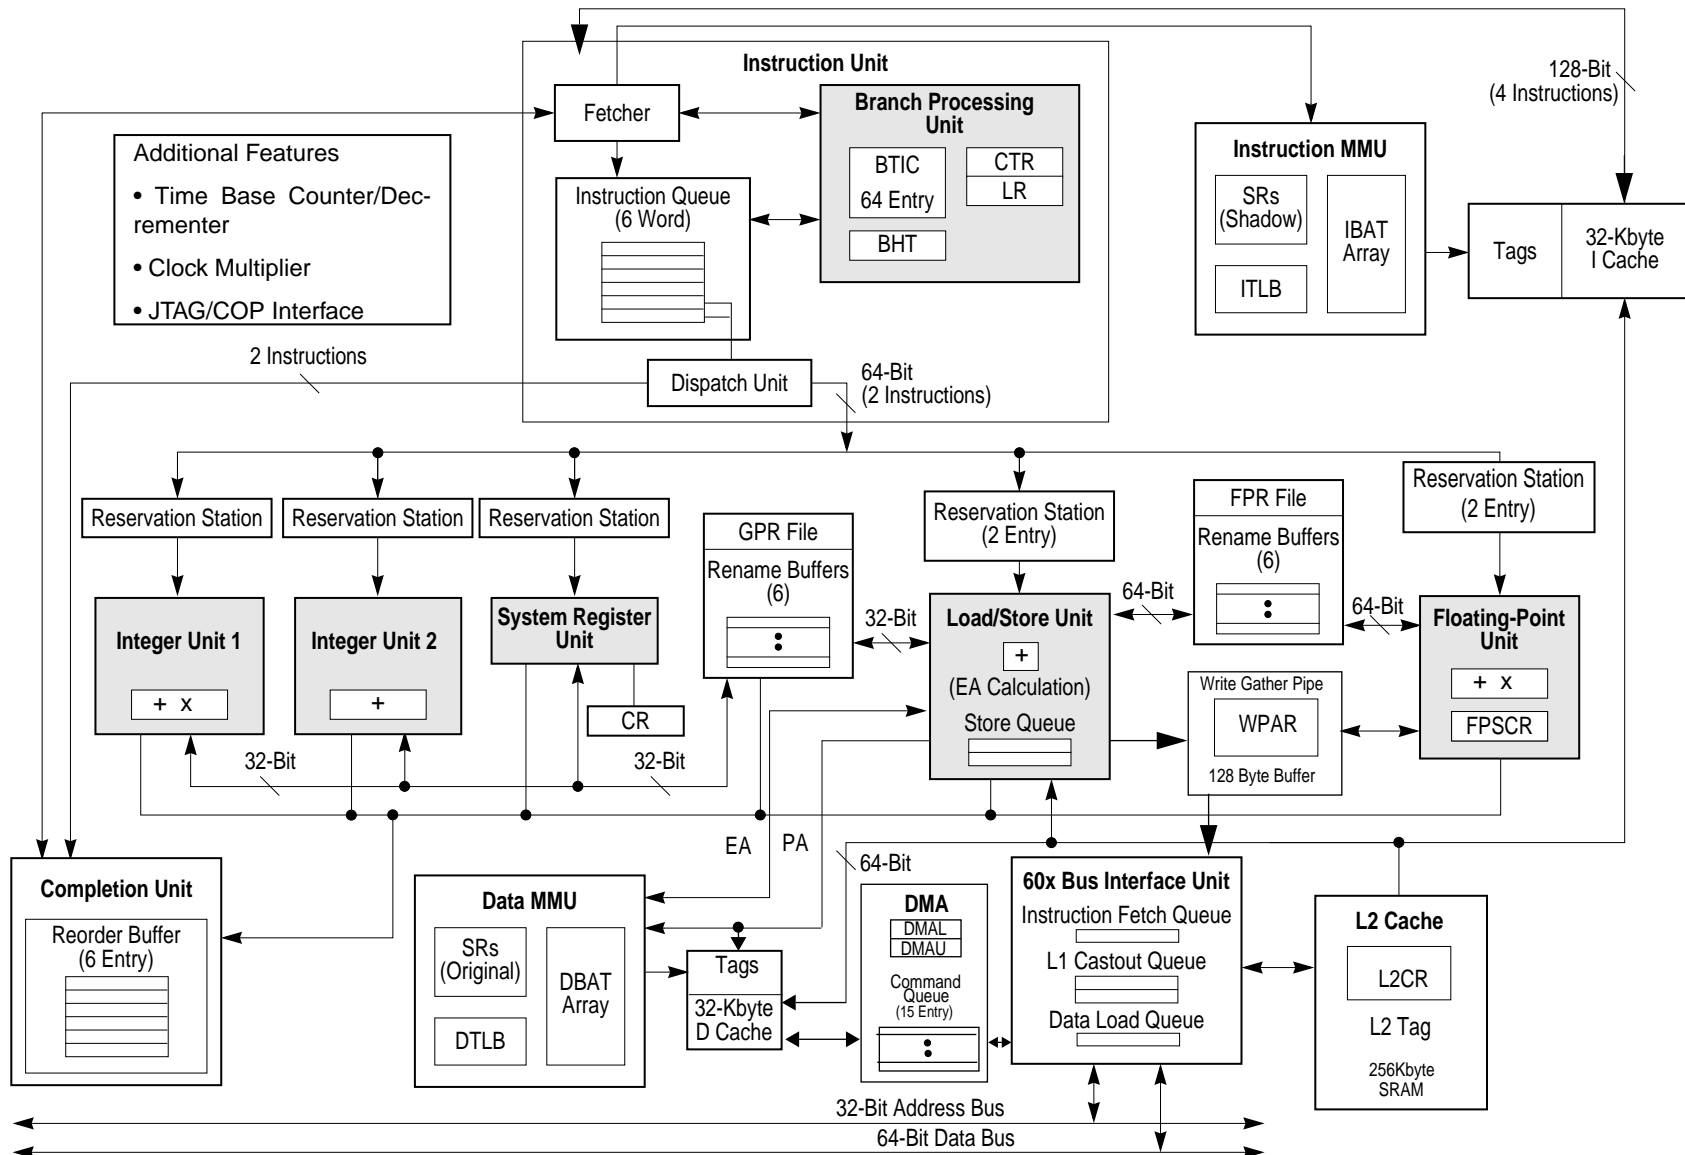 Instruction Unit
128-Bit
(4 Instructions)
Fetcher
Branch Processing
Unit
BTIC
64 Entry
CTR
LR
BHT
Additional Features
• Time Base Counter/Dec-
rementer
• Clock Multiplier
• JTAG/COP Interface
Instruction Queue
(6 Word)
Instruction MMU
SRs
(Shadow)
ITLB
IBAT
Array
Tags
32-Kbyte
I Cache
2 Instructions
Dispatch Unit
64-Bit
(2 Instructions)
Reservation Station
Reservation Station
Reservation Station
Reservation Station
(2 Entry)
Reservation Station
(2 Entry)
GPR File
Rename Buffers
(6)
FPR File
Rename Buffers
(6)
Integer Unit 1
+ x
Integer Unit 2
+
System Register
Unit
CR
32-Bit
32-Bit
32-Bit
Load/Store Unit
+
(EA Calculation)
Store Queue
64-Bit
64-Bit
Floating-Point
Unit
+ x
FPSCR
Write Gather Pipe
WPAR
128 Byte Buffer
EA
PA
64-Bit
Completion Unit
Reorder Buffer
(6 Entry)
Data MMU
SRs
(Original)
DTLB
DBAT
Array
Tags
32-Kbyte
D Cache
DMA
DMAL
DMAU
Command
Queue
(15 Entry)
60x Bus Interface Unit
Instruction Fetch Queue
L1 Castout Queue
Data Load Queue
L2 Cache
L2CR
L2 Tag
256Kbyte
SRAM
32-Bit Address Bus
64-Bit Data Bus